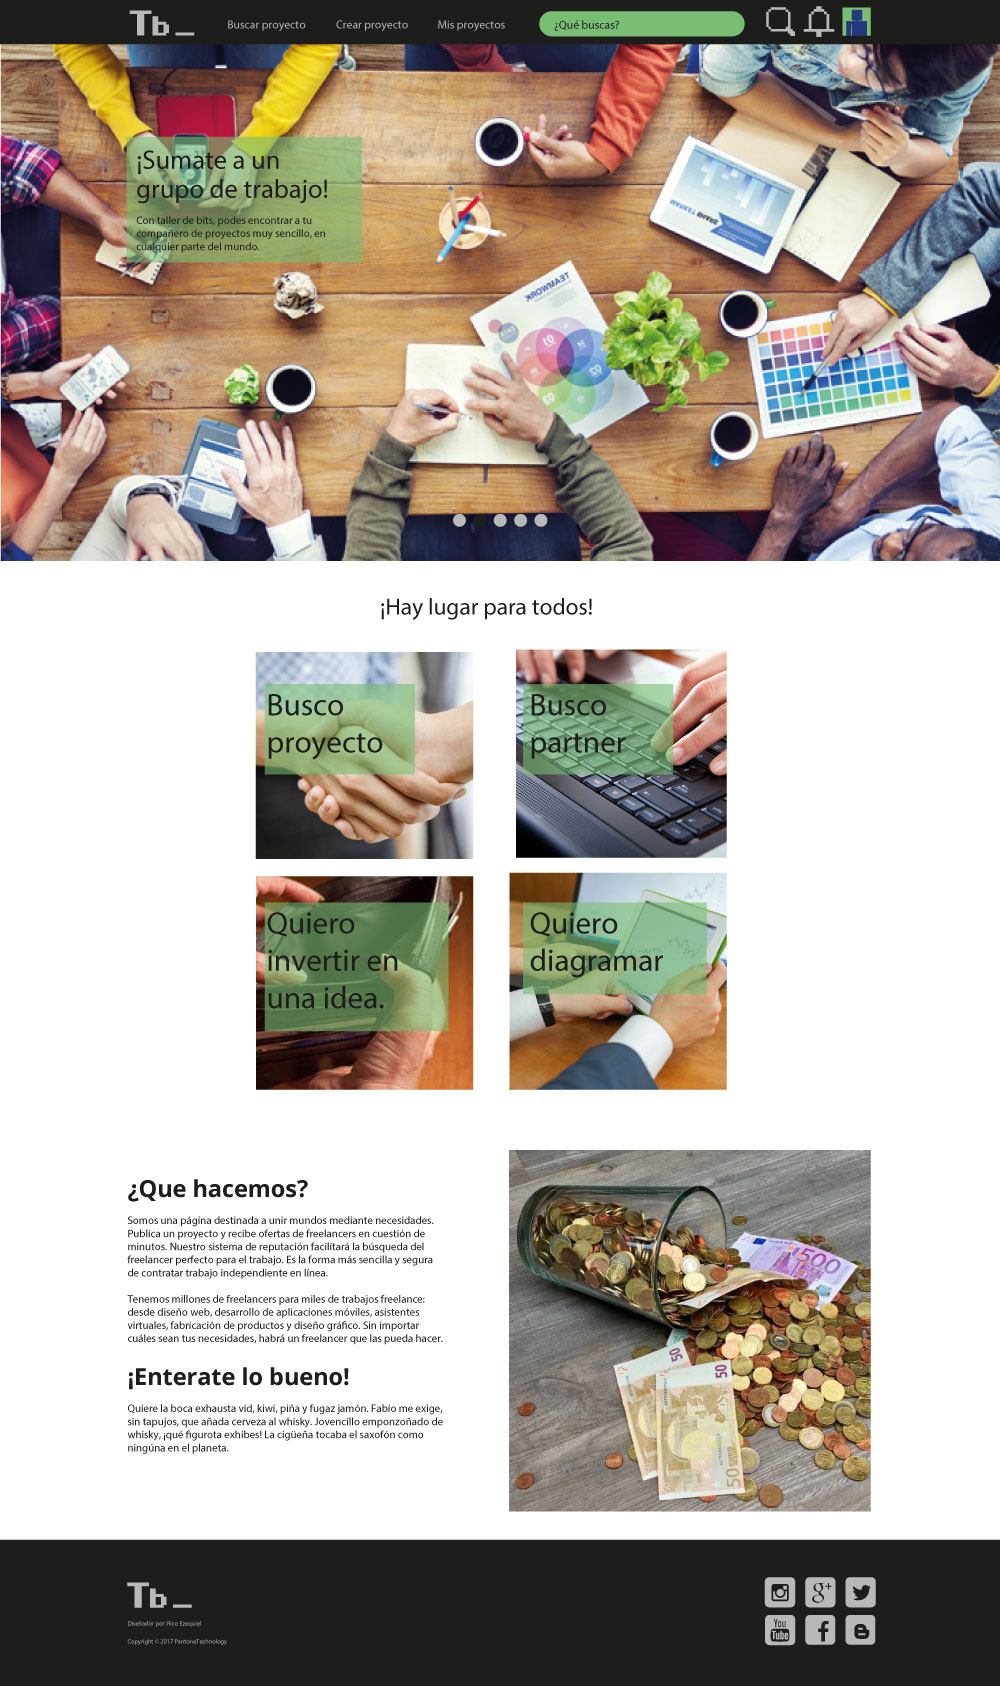 Tb_
Buscar proyecto
Crear proyecto
Mis proyectos
¿Qué buscas?
¡Sumate a un
grupo de trabajo!
Con taller de bits, podes encontrar a tu
compañero de proyectos muy sencillo, en
cualquier parte del mundo.
TEAMWORK
¡Hay lugar para todos!
Busco
proyecto
Busco
partner
Quiero
invertir en
una idea.
Quiero
diagramar
¿Que hacemos?
Somos una página destinada a unir mundos mediante necesidades.
Publica un proyecto y recibe ofertas de freelancers en cuestión de
minutos. Nuestro sistema de reputación facilitará la búsqueda del
freelancer perfecto para el trabajo. Es la forma más sencilla y segura
de contratar trabajo independiente en línea.
Tenemos millones de freelancers para miles de trabajos freelance:
desde diseño web, desarrollo de aplicaciones móviles, asistentes
virtuales, fabricación de productos y diseño gráfico. Sin importar
cuáles sean tus necesidades, habrá un freelancer que las pueda hacer.
¡Enterate lo bueno!
Quiere la boca exhausta vid, kiwi, piña y fugaz jamón. Fabio me exige,
sin tapujos, que añada cerveza al whisky. Jovencillo emponzoñado de
whisky, ¡qué figurota exhibes! La cigüeña tocaba el saxofón como
ningúna en el planeta.
500
50
50
50
Tb_
Diseñador por: Rico Ezequiel
Copyright © 2017 PantoneTechnology
g+
You
Tube
f
B